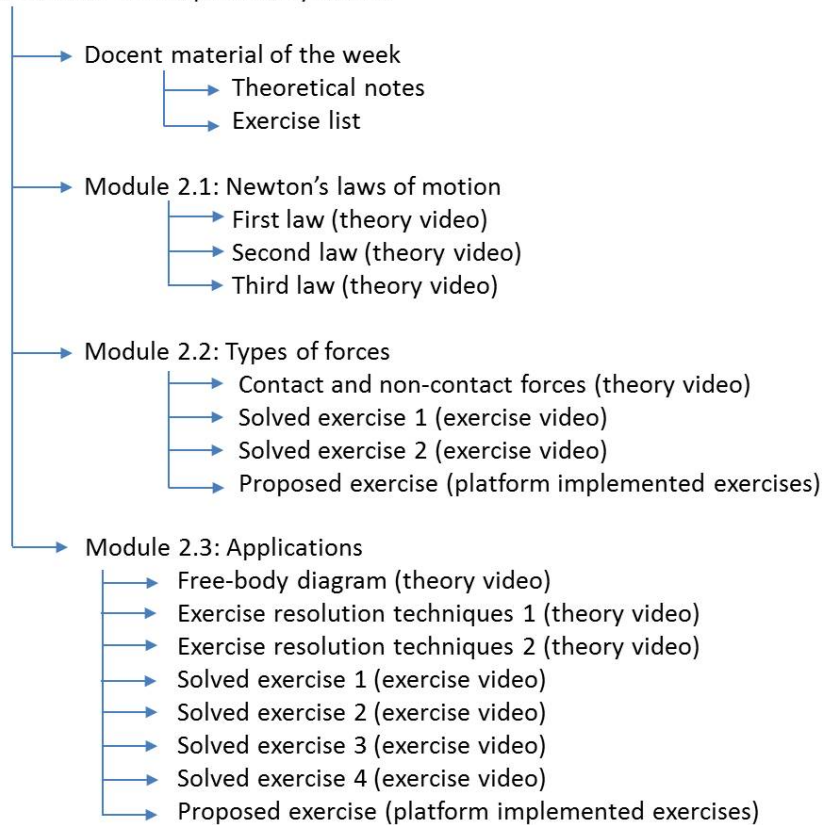 Docent material of the week
Theoretical notes
Exercise list
Module 2.1: Newton's laws of motion
First law (theory video)
Second law (theory video)
Third law (theory video)
Module 2.2: Types of forces
Contact and non-contact forces (theory video)
Solved exercise 1 (exercise video)
Solved exercise 2 (exercise video)
Proposed exercise (platform implemented exercises)
Module 2.3: Applications
Free-body diagram (theory video)
Exercise resolution techniques 1 (theory video)
Exercise resolution techniques 2 (theory video)
Solved exercise 1 (exercise video)
Solved exercise 2 (exercise video)
Solved exercise 3 (exercise video)
Solved exercise 4 (exercise video)
Proposed exercise (platform implemented exercises)